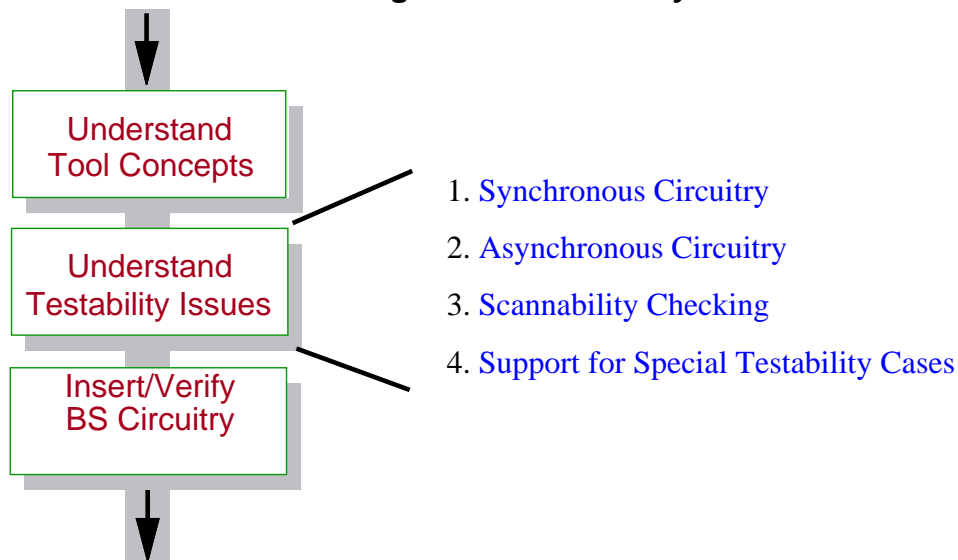 Understand
Tool Concepts
1. Synchronous Circuitry
Understand
Testability Issues
2. Asynchronous Circuitry
3. Scannability Checking
4. Support for Special Testability Cases
Insert/Verify
BS Circuitry